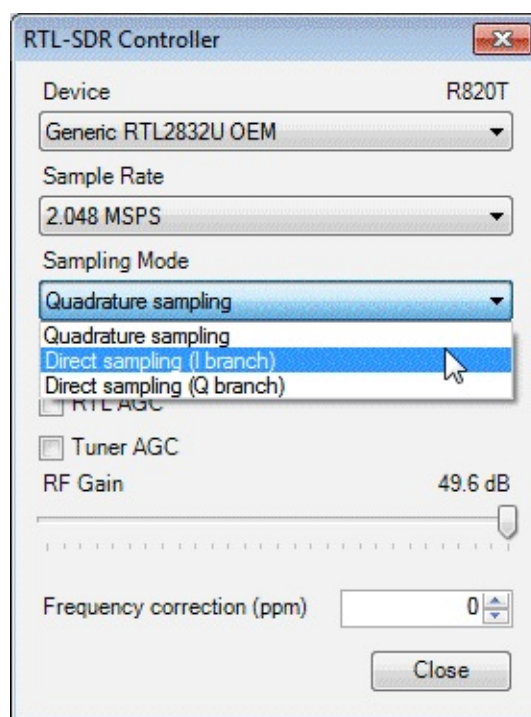 RTL-SDR Controller
Device R820T
Generic RTL2832U OEM
Sample Rate
2.048 MSPS
Sampling Mode
Quadrature sampling
Quadrature sampling
Direct sampling (I branch)
Direct sampling (Q branch)
RTL AGC
Tuner AGC
RF Gain 49.6 dB
Frequency correction (ppm) 0
Close